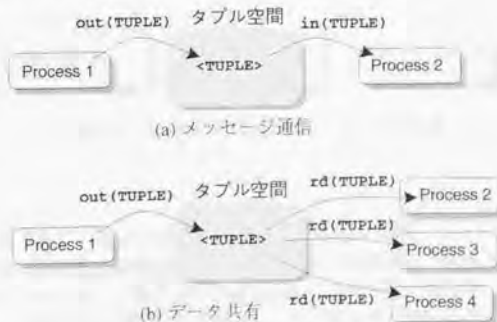 out(TUPLE) タプル空間 in(TUPLE)
Process 1 <TUPLE> Process 2
(a) メッセージ通信
out(TUPLE) タプル空間 rd(TUPLE) Process 2
rd(TUPLE)
Process 1 <TUPLE> Process 3
(b) データ共有 rd(TUPLE) Process 4